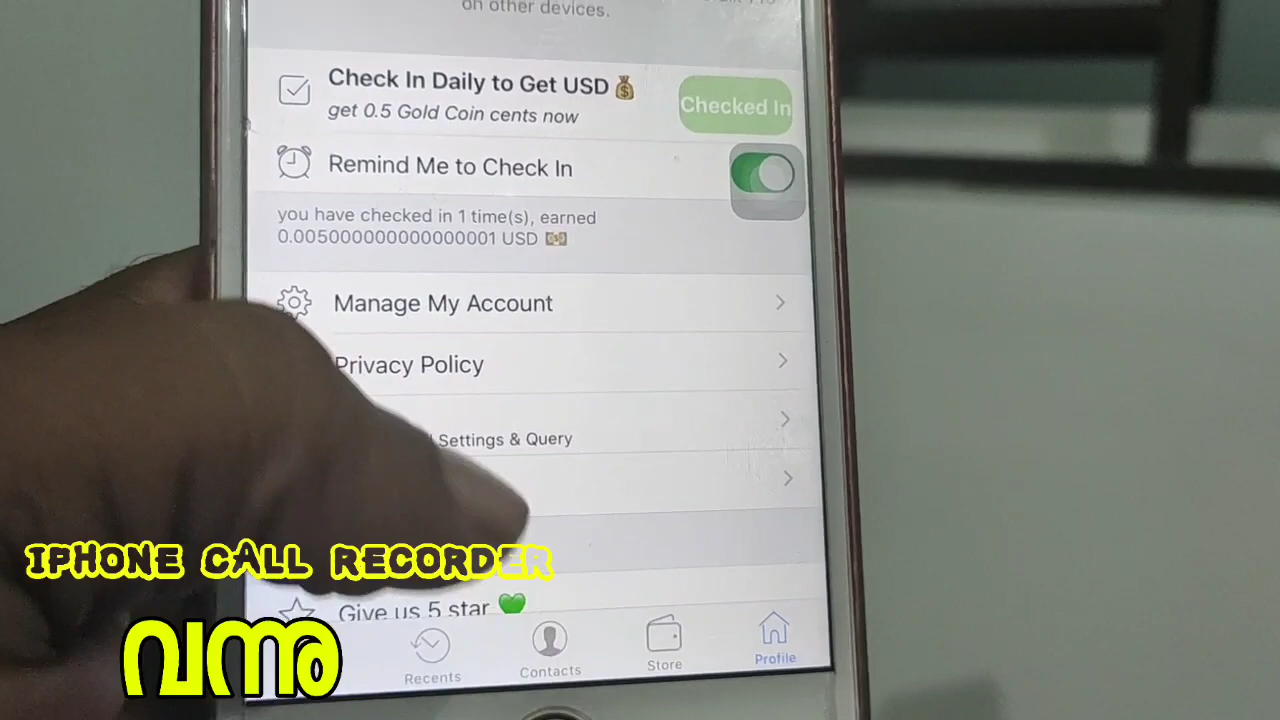 on other devices.
Check In Daily to Get USD 💰
get 0.5 Gold Coin cents now
Checked In
Remind Me to Check In
you have checked in 1 time(s), earned
0.005000000000000001 USD 💵
Manage My Account
Privacy Policy
Settings & Query
Give us 5 star 💚
Recents
Contacts
Store
Profile
IPHONE CALL RECORDER
വന്നു